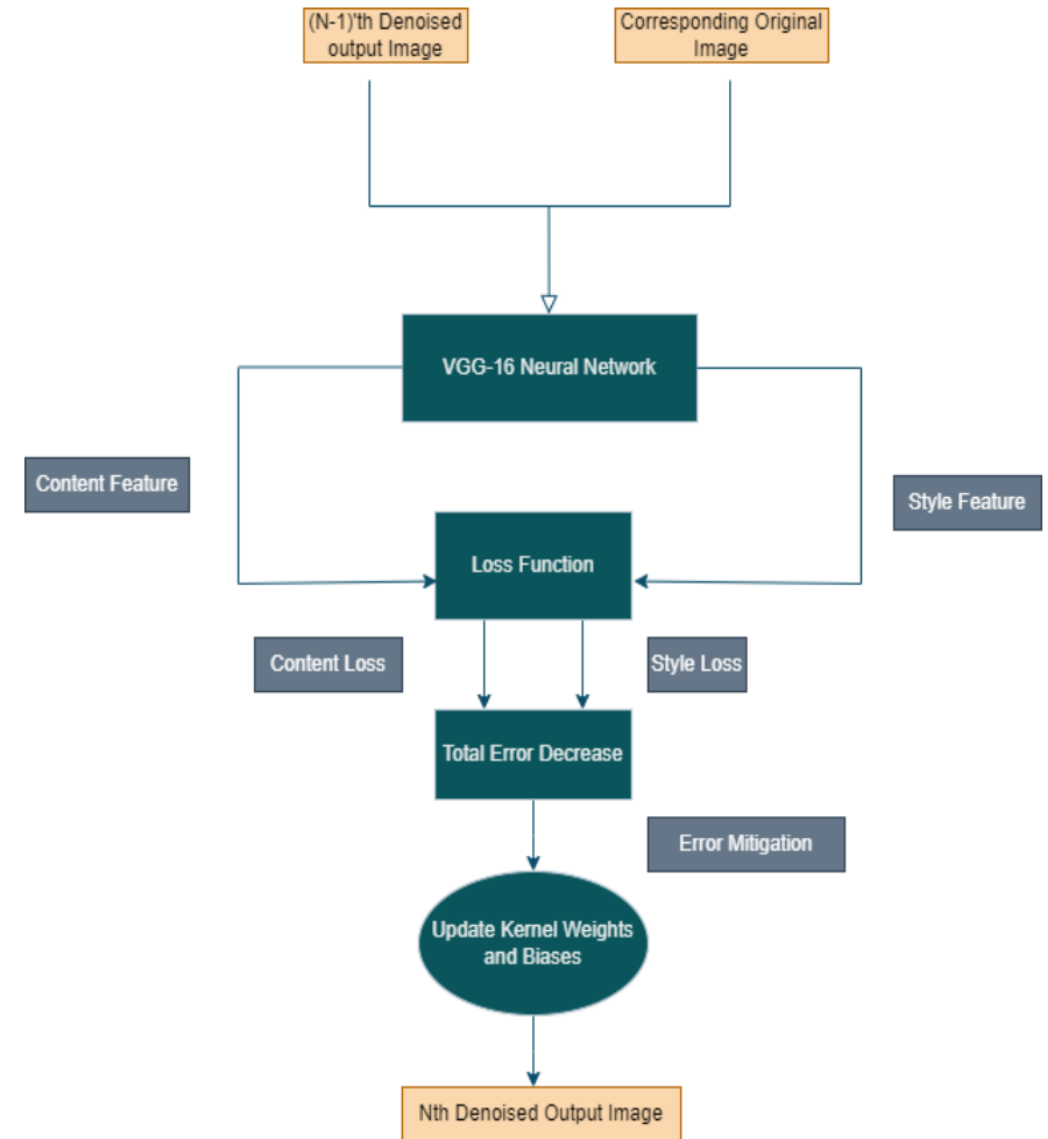 (N-1)'th Denoised
output Image
Corresponding Original
Image
VGG-16 Neural Network
Content Feature
Style Feature
Loss Function
Content Loss
Style Loss
Total Error Decrease
Error Mitigation
Update Kernel Weights
and Biases
Nth Denoised Output Image